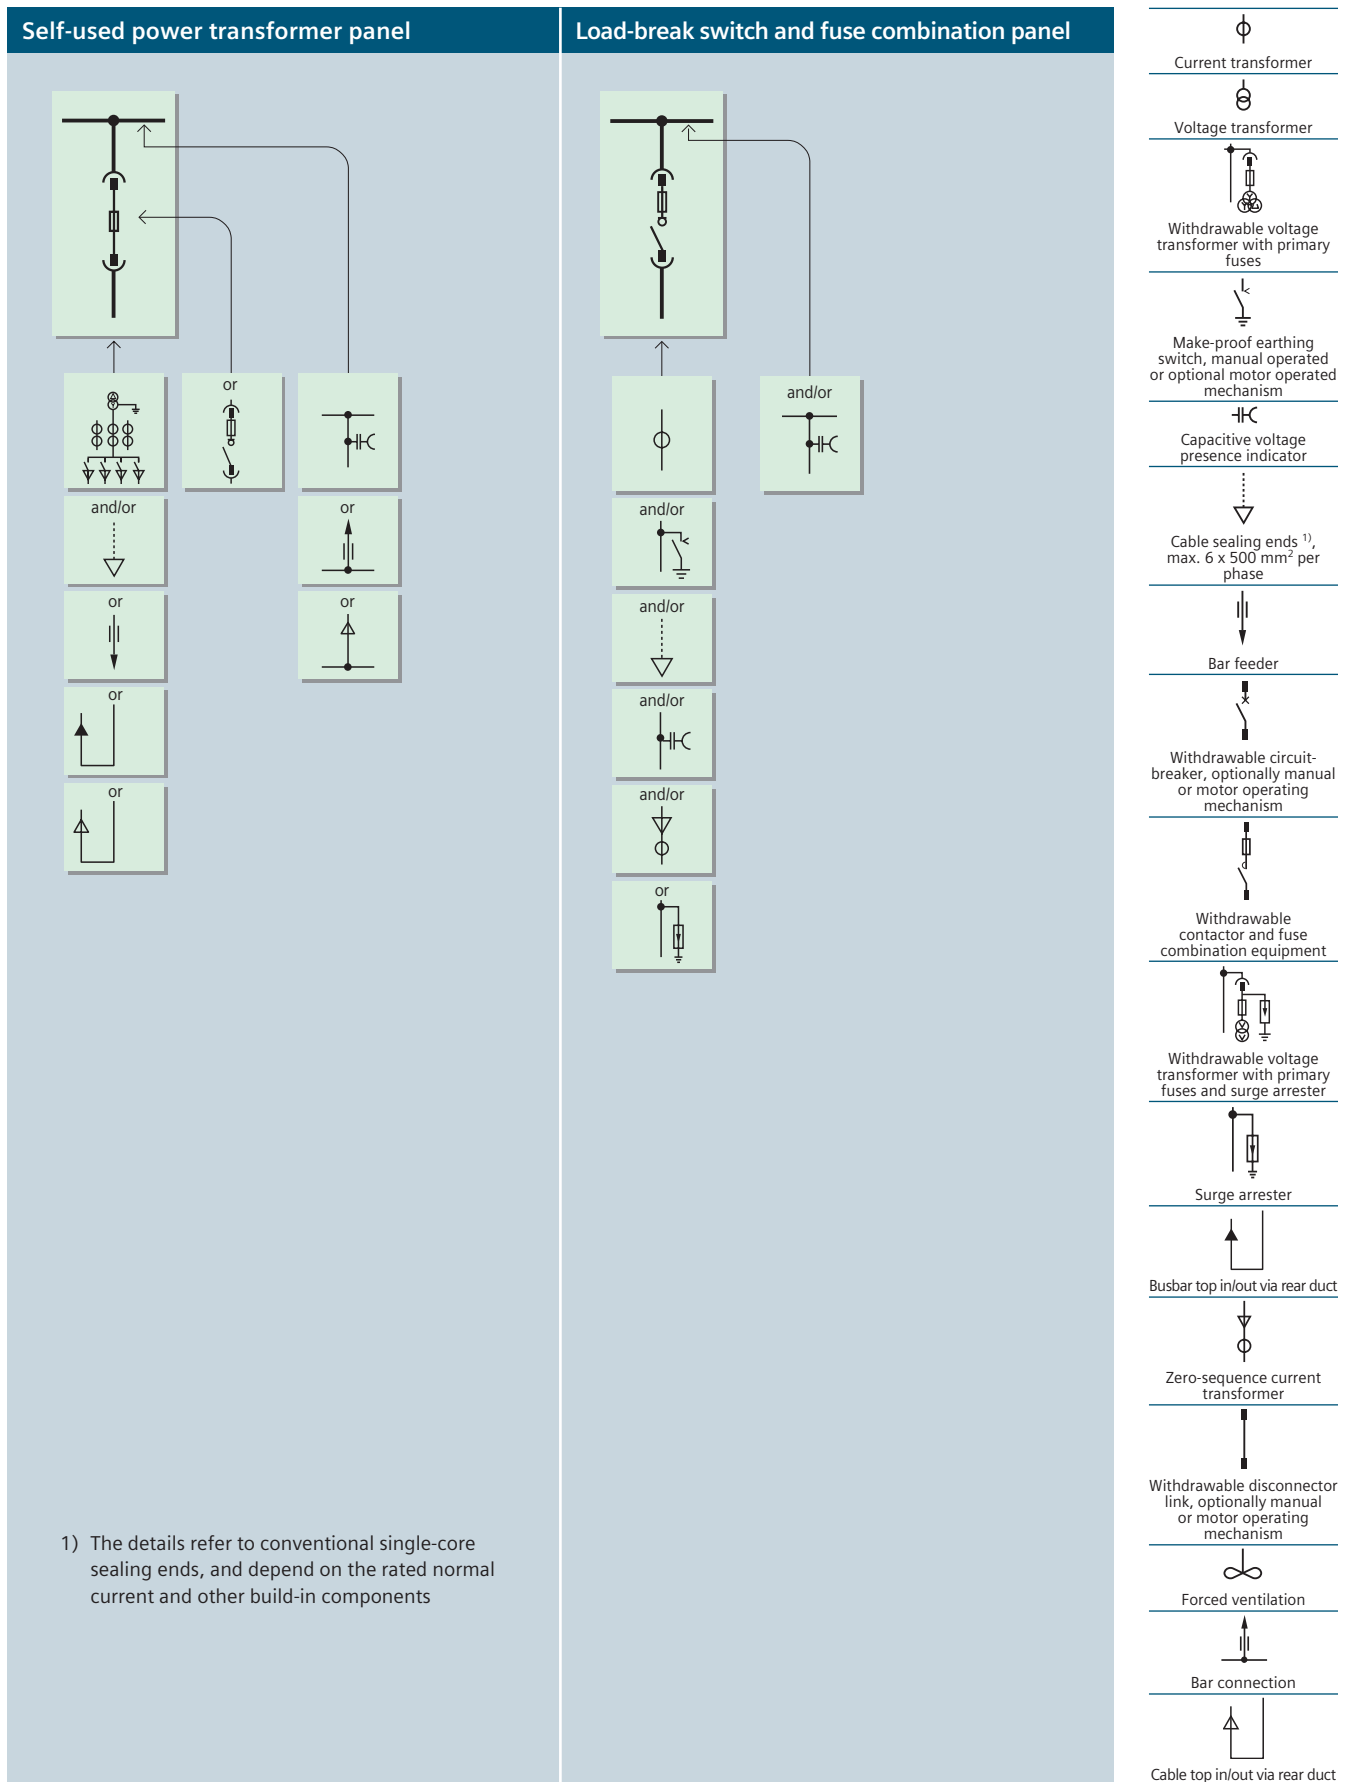 Self-used power transformer panel
or
and/or
or
or
or
or
or
1) The details refer to conventional single-core
sealing ends, and depend on the rated normal
current and other build-in components
Load-break switch and fuse combination panel
and/or
and/or
and/or
and/or
and/or
or
Current transformer
Voltage transformer
Withdrawable voltage
transformer with primary
fuses
Make-proof earthing
switch, manual operated
or optional motor operated
mechanism
Capacitive voltage
presence indicator
Cable sealing ends 1),
max. 6 x 500 mm² per
phase
Bar feeder
Withdrawable circuit-
breaker, optionally manual
or motor operating
mechanism
Withdrawable
contactor and fuse
combination equipment
Withdrawable voltage
transformer with primary
fuses and surge arrester
Surge arrester
Busbar top in/out via rear duct
Zero-sequence current
transformer
Withdrawable disconnector
link, optionally manual
or motor operating
mechanism
Forced ventilation
Bar connection
Cable top in/out via rear duct